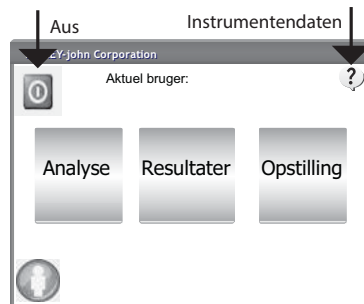 Aus
Instrumentendaten
EY-john Corporation
Aktuel bruger:
?
Analyse
Resultater
Opstilling